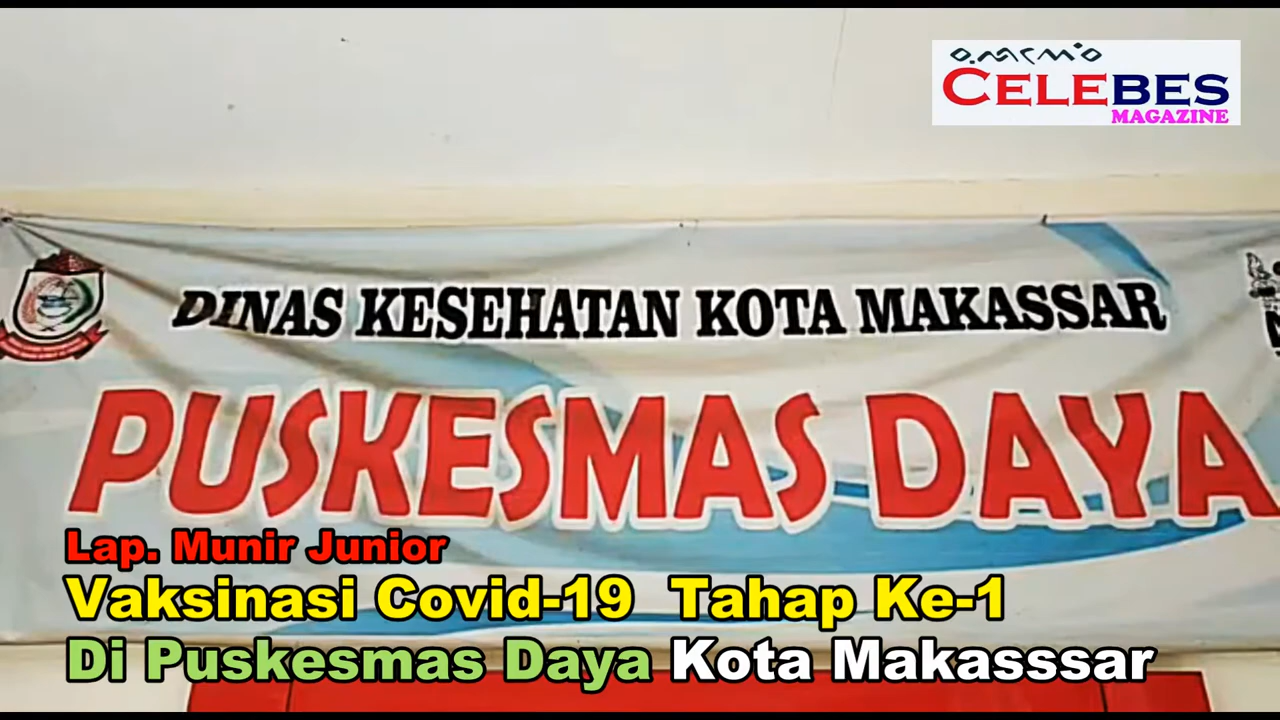 CELEBES
MAGAZINE
DINAS KESEHATAN KOTA MAKASSAR
PUSKESMAS DAYA
Lap. Munir Junior
Vaksinasi Covid-19 Tahap Ke-1
Di Puskesmas Daya Kota Makasssar